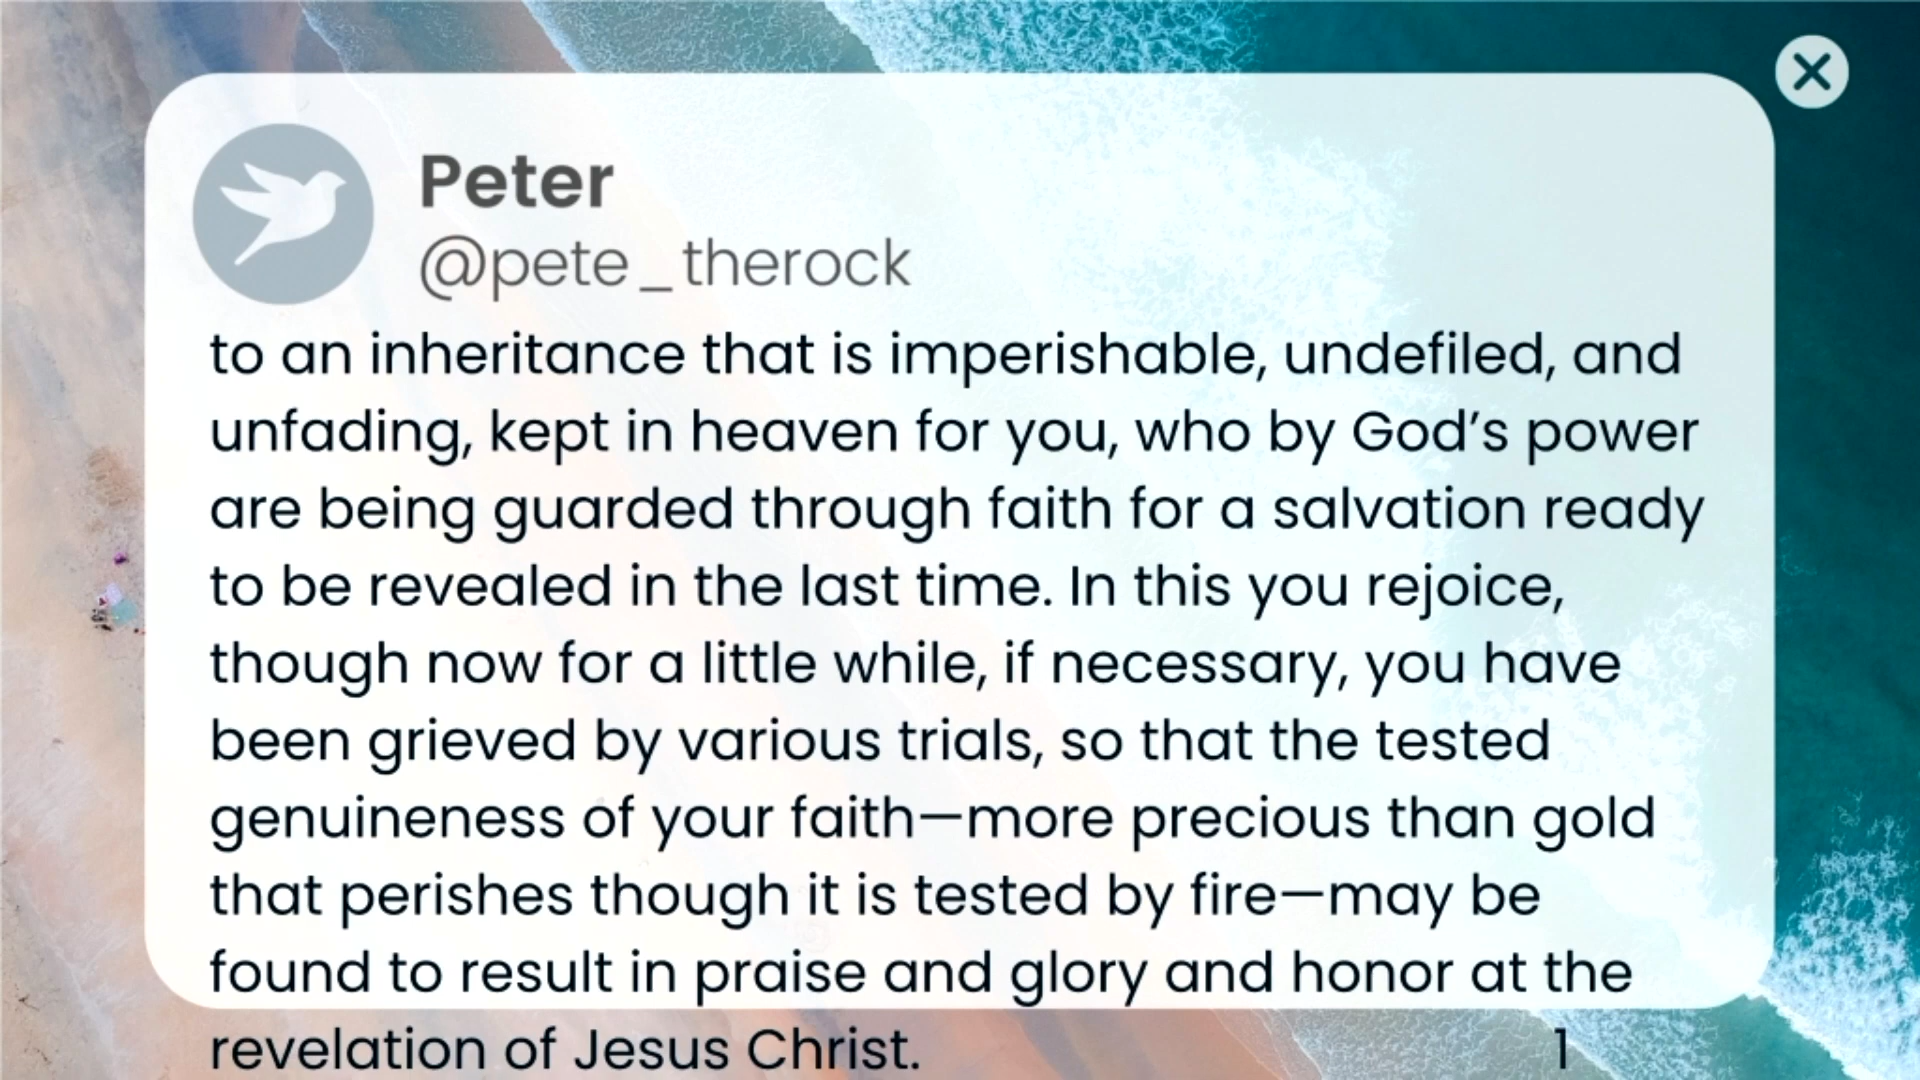 Peter
@pete_therock
to an inheritance that is imperishable, undefiled, and
unfading, kept in heaven for you, who by God’s power
are being guarded through faith for a salvation ready
to be revealed in the last time. In this you rejoice,
though now for a little while, if necessary, you have
been grieved by various trials, so that the tested
genuineness of your faith—more precious than gold
that perishes though it is tested by fire—may be
found to result in praise and glory and honor at the
revelation of Jesus Christ. 1